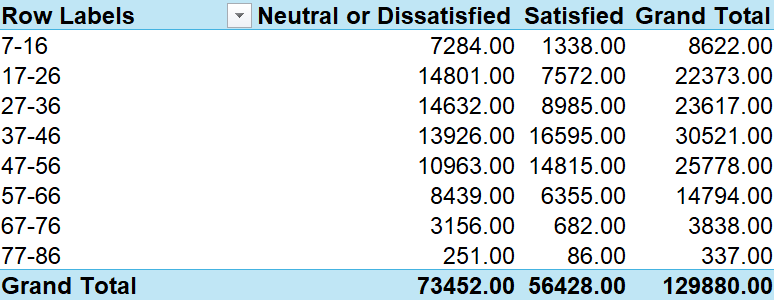 Row Labels Neutral or Dissatisfied Satisfied Grand Total
7-16 7284.00 1338.00 8622.00
17-26 14801.00 7572.00 22373.00
27-36 14632.00 8985.00 23617.00
37-46 13926.00 16595.00 30521.00
47-56 10963.00 14815.00 25778.00
57-66 8439.00 6355.00 14794.00
67-76 3156.00 682.00 3838.00
77-86 251.00 86.00 337.00
Grand Total 73452.00 56428.00 129880.00